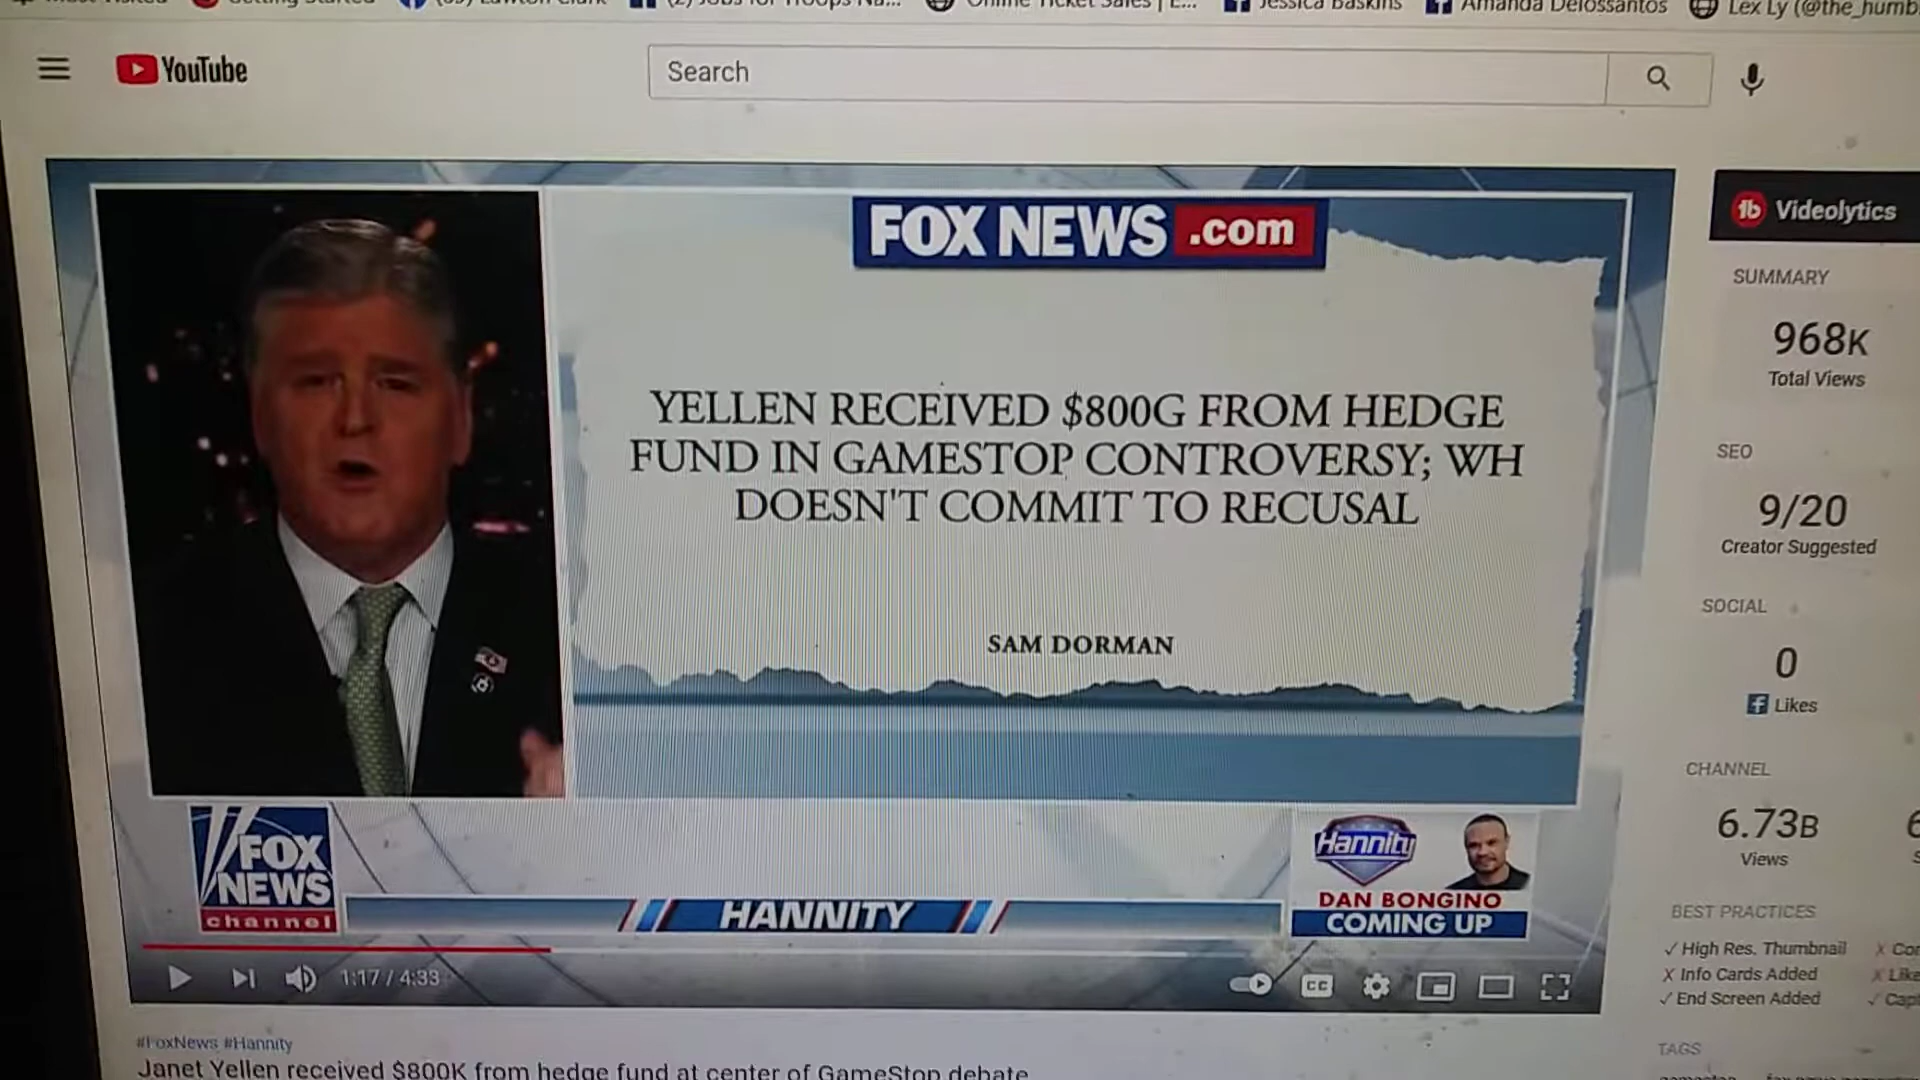 YouTube
Search
FOX NEWS .com
YELLEN RECEIVED $800G FROM HEDGE
FUND IN GAMESTOP CONTROVERSY; WH
DOESN'T COMMIT TO RECUSAL
SAM DORMAN
FOX
NEWS
channel
HANNITY
Hannity
DAN BONGINO
COMING UP
1:17 / 4:33
CC
#FoxNews #Hannity
Janet Yellen received $800K from hedge fund at center of GameStop debate
Videolytics
SUMMARY
968K
Total Views
SEO
9/20
Creator Suggested
SOCIAL
0
Likes
CHANNEL
6.73B
Views
BEST PRACTICES
✓ High Res. Thumbnail
X Info Cards Added
X Like
✓ End Screen Added
TAGS